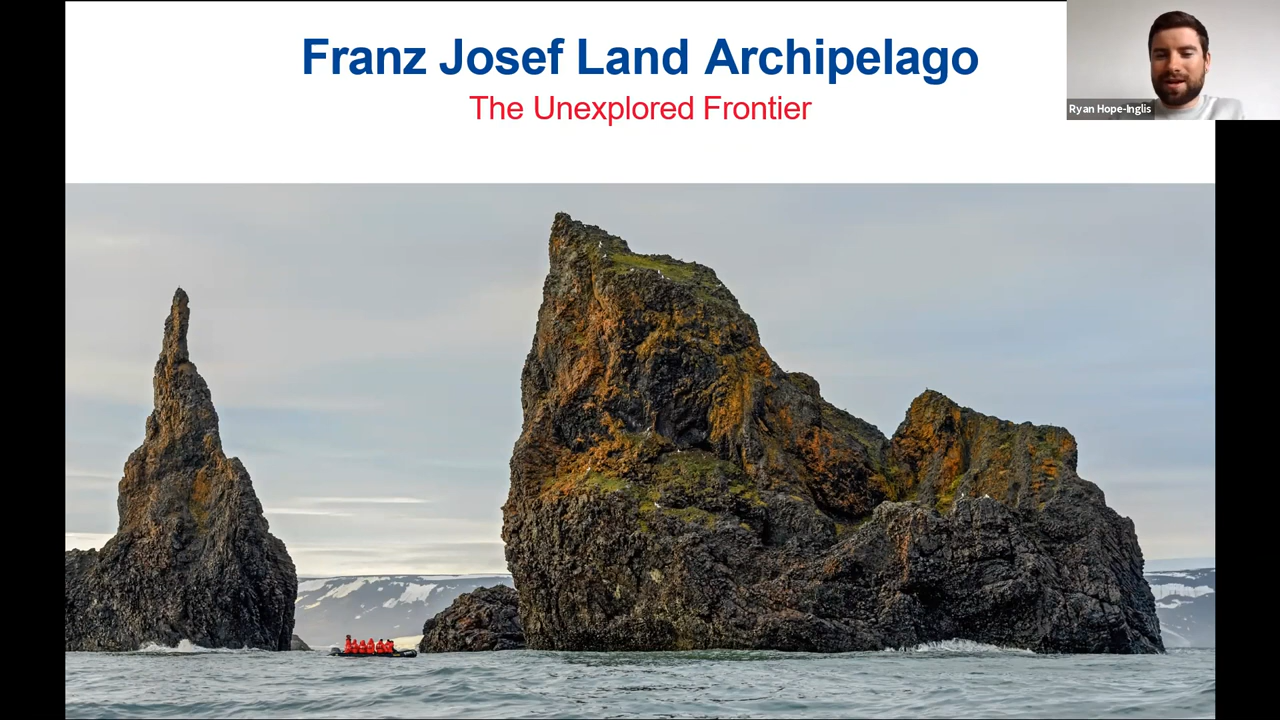 Franz Josef Land Archipelago
The Unexplored Frontier
Ryan Hope-Inglis